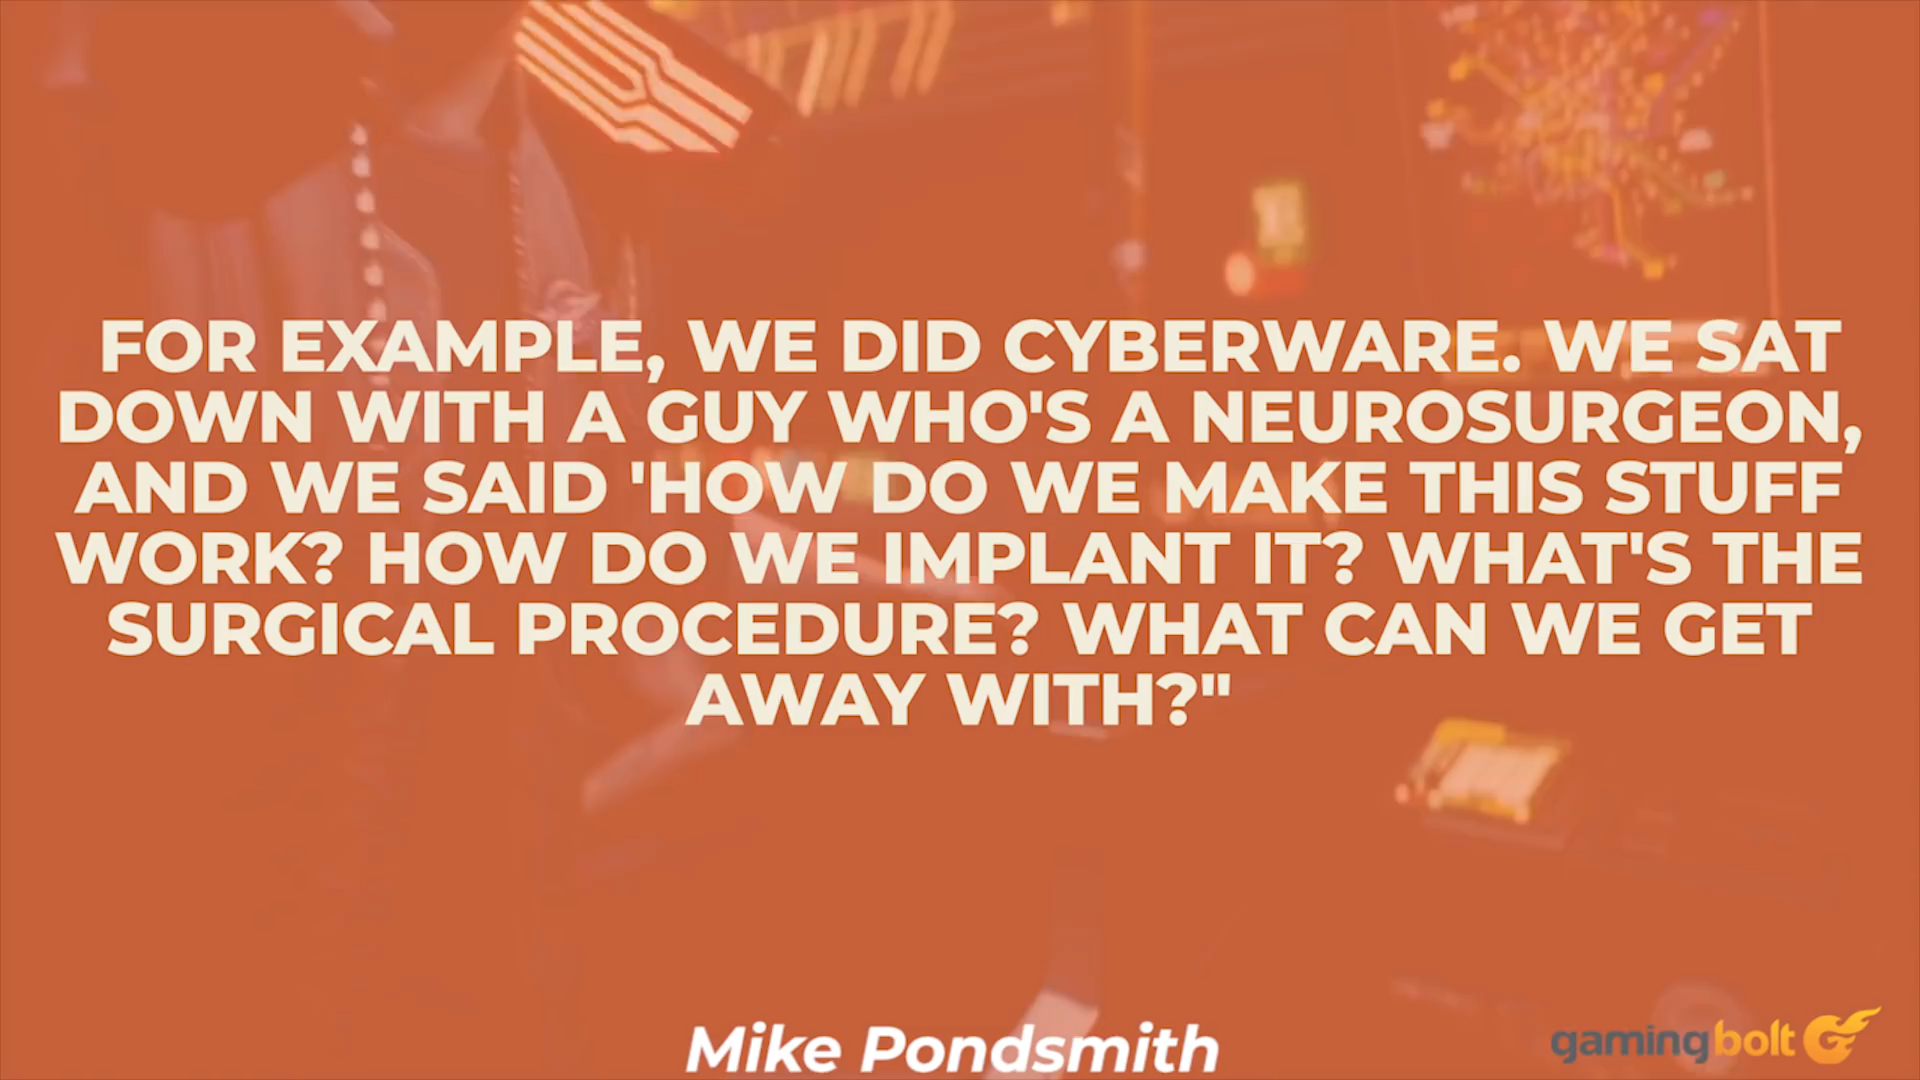 FOR EXAMPLE, WE DID CYBERWARE. WE SAT
DOWN WITH A GUY WHO'S A NEUROSURGEON,
AND WE SAID 'HOW DO WE MAKE THIS STUFF
WORK? HOW DO WE IMPLANT IT? WHAT'S THE
SURGICAL PROCEDURE? WHAT CAN WE GET
AWAY WITH?"
Mike Pondsmith
gamingbolt